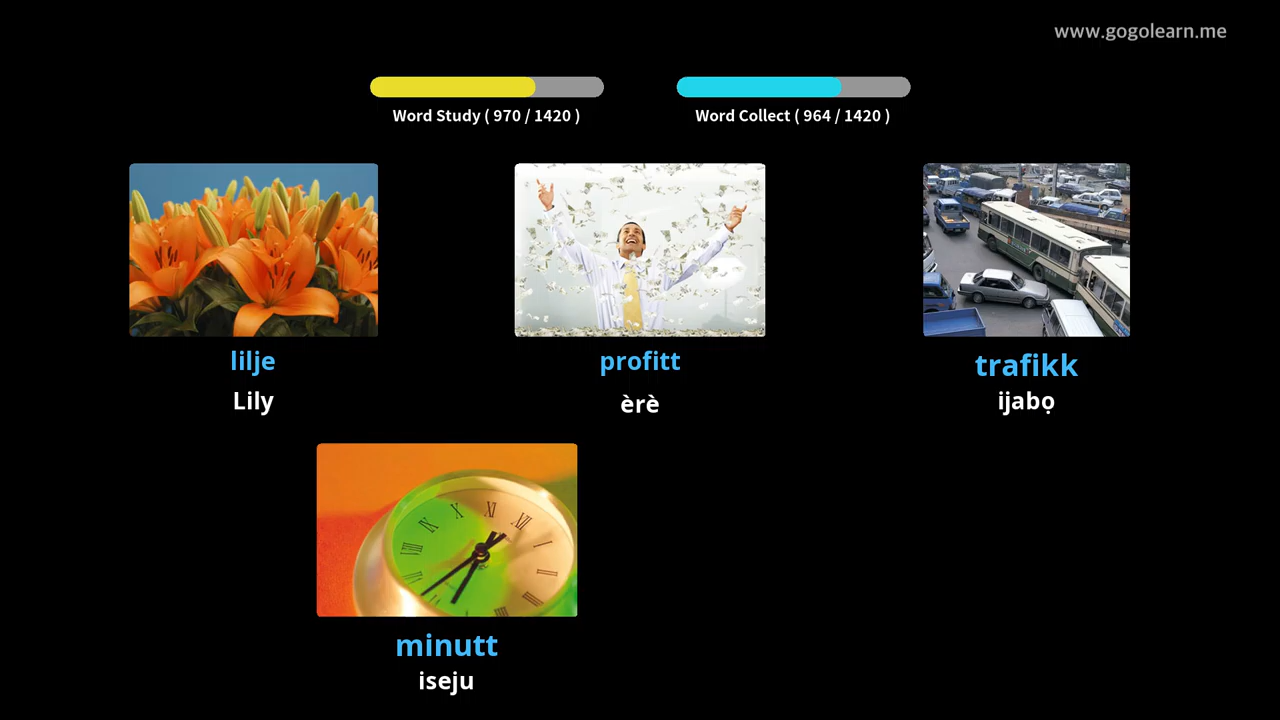 www.gogolearn.me
Word Study ( 970 / 1420 )
Word Collect ( 964 / 1420 )
lilje
Lily
profitt
èrè
trafikk
ijabọ
minutt
iseju